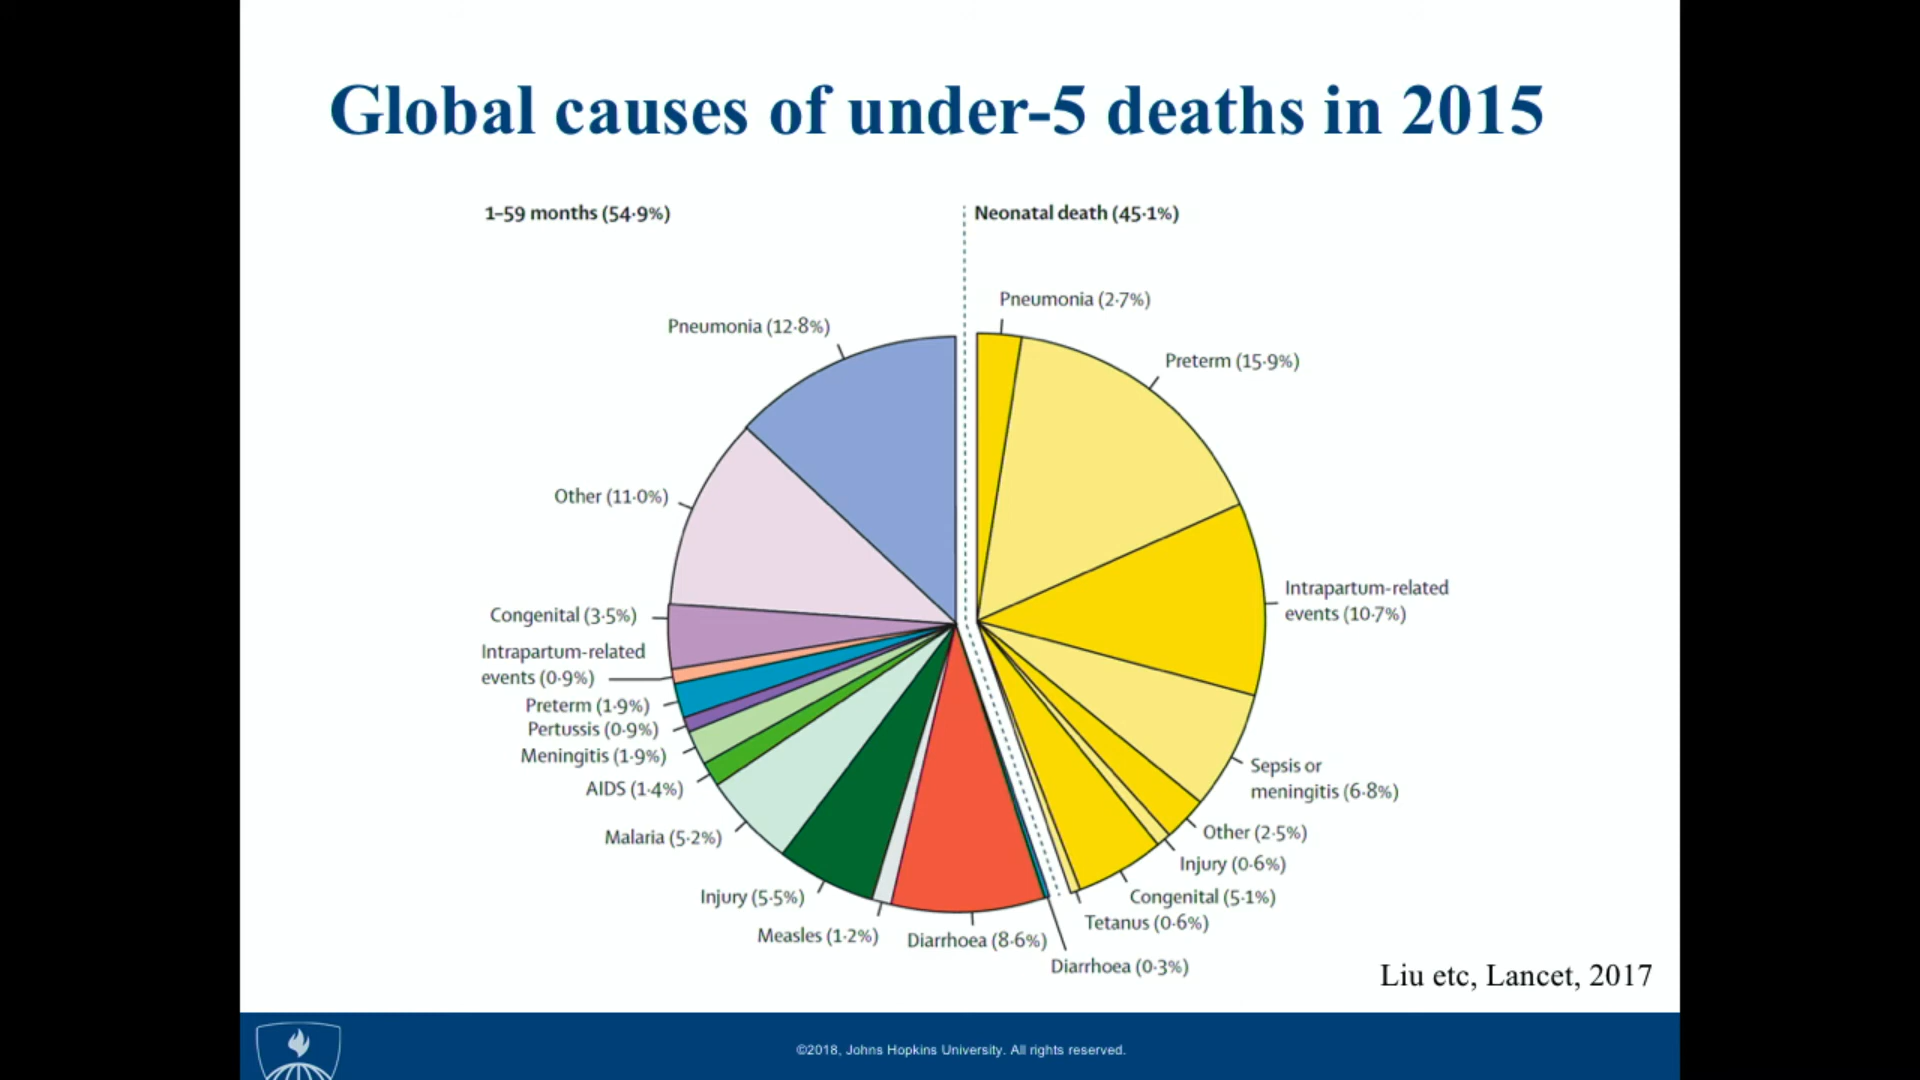 Global causes of under-5 deaths in 2015
1–59 months (54·9%)
Neonatal death (45·1%)
Pneumonia (2·7%)
Pneumonia (12·8%)
Preterm (15·9%)
Other (11·0%)
Intrapartum-related
events (10·7%)
Congenital (3·5%)
Intrapartum-related
events (0·9%)
Preterm (1·9%)
Pertussis (0·9%)
Meningitis (1·9%)
AIDS (1·4%)
Malaria (5·2%)
Injury (5·5%)
Measles (1·2%)
Diarrhoea (8·6%)
Sepsis or
meningitis (6·8%)
Other (2·5%)
Injury (0·6%)
Congenital (5·1%)
Tetanus (0·6%)
Diarrhoea (0·3%)
Liu etc, Lancet, 2017
©2018, Johns Hopkins University. All rights reserved.